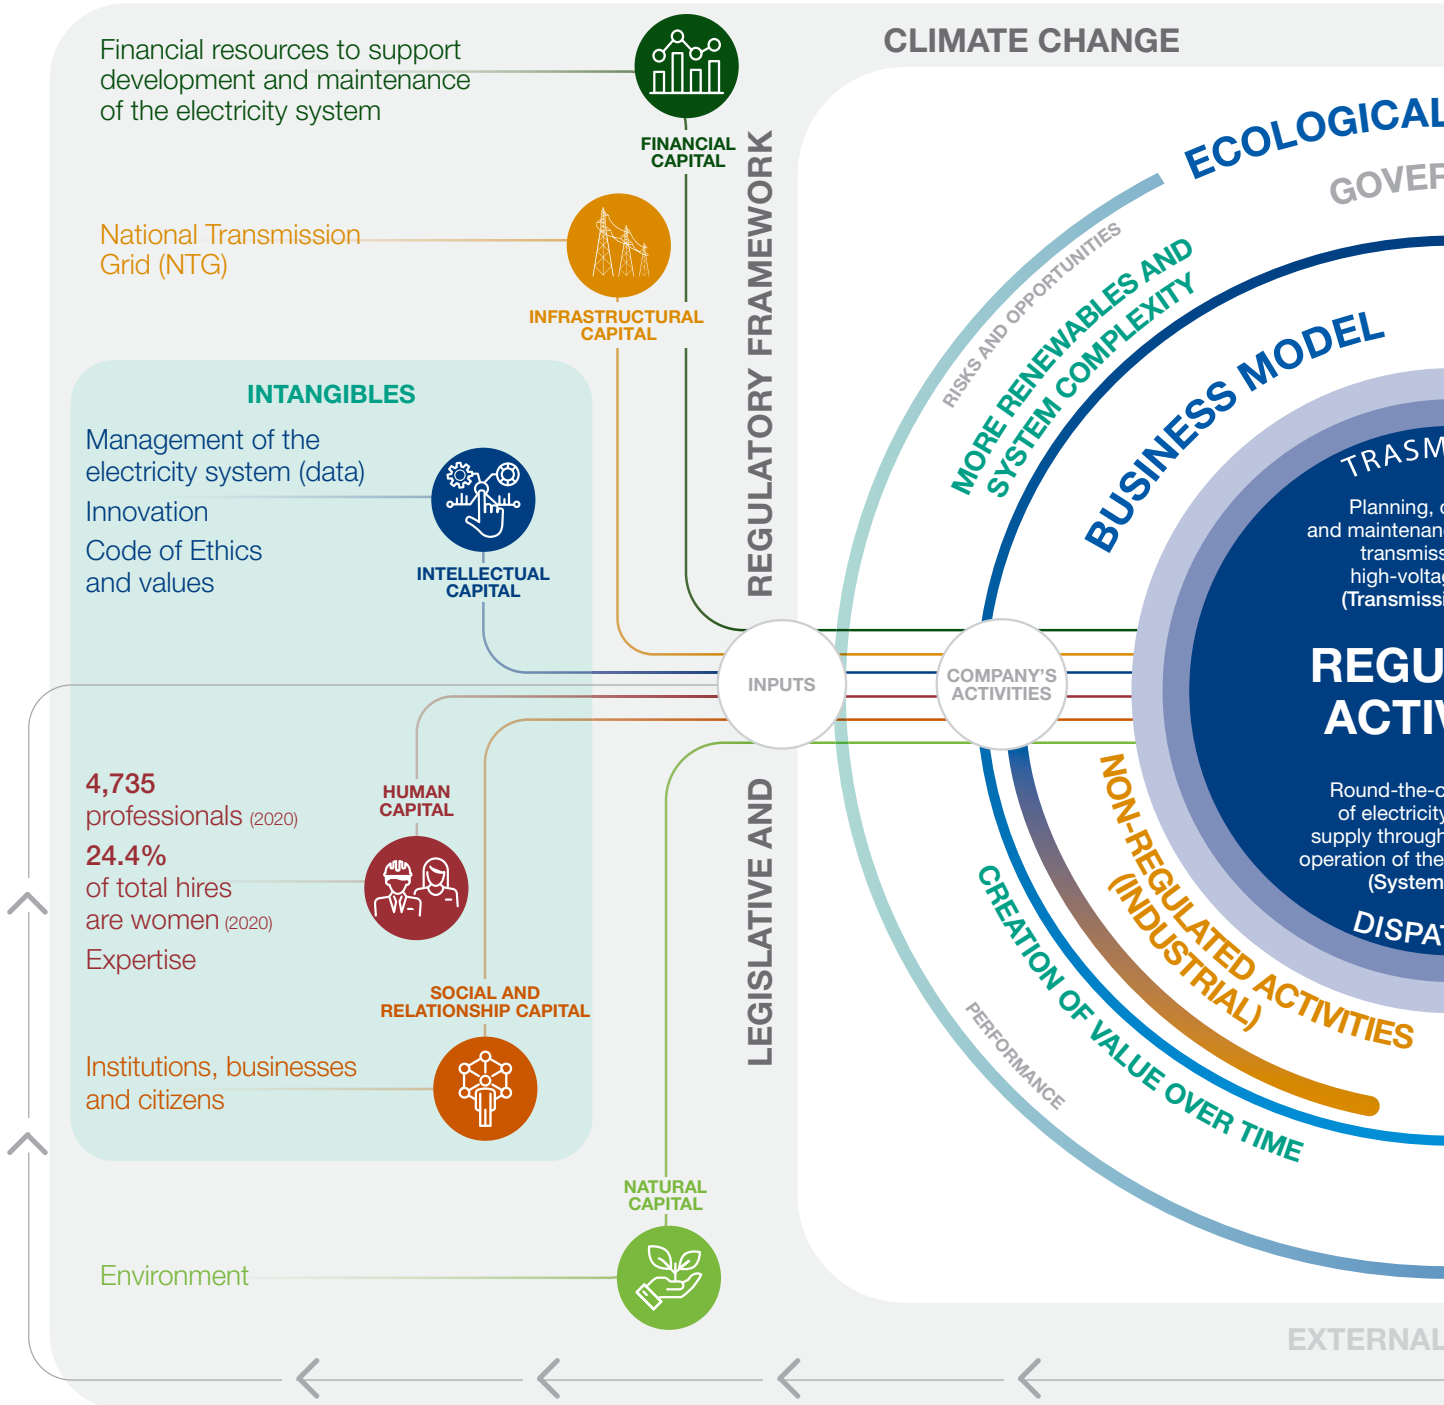 Financial resources to support
development and maintenance
of the electricity system
FINANCIAL
CAPITAL
National Transmission
Grid (NTG)
INFRASTRUCTURAL
CAPITAL
INTANGIBLES
Management of the
electricity system (data)
Innovation
Code of Ethics
and values
INTELLECTUAL
CAPITAL
4,735
professionals (2020)
24.4%
of total hires
are women (2020)
Expertise
HUMAN
CAPITAL
SOCIAL AND
RELATIONSHIP CAPITAL
Institutions, businesses
and citizens
NATURAL
CAPITAL
Environment
LEGISLATIVE AND
REGULATORY FRAMEWORK
INPUTS
CLIMATE CHANGE
ECOLOGICAL
GOVER
RISKS AND OPPORTUNITIES
MORE RENEWABLES AND
SYSTEM COMPLEXITY
BUSINESS MODEL
COMPANY'S
ACTIVITIES
TRASM
Planning, 
and maintenan
transmiss
high-voltag
(Transmissi
REGU
ACTIV
Round-the-c
of electricity
supply through
operation of the
(System
DISPAT
NON-REGULATED ACTIVITIES
(INDUSTRIAL)
CREATION OF VALUE OVER TIME
PERFORMANCE
EXTERNAL